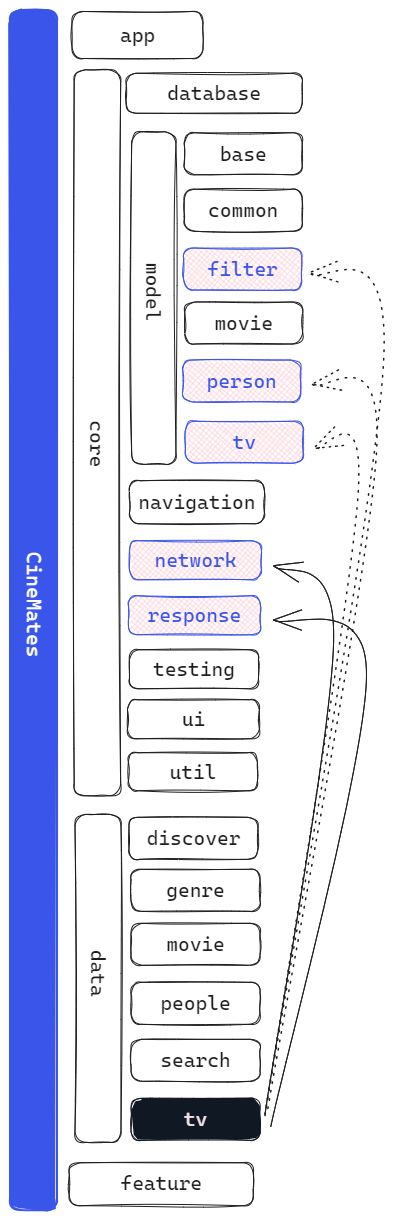 CineMates
app
core
database
model
base
common
filter
movie
person
tv
navigation
network
response
testing
ui
util
data
discover
genre
movie
people
search
tv
feature